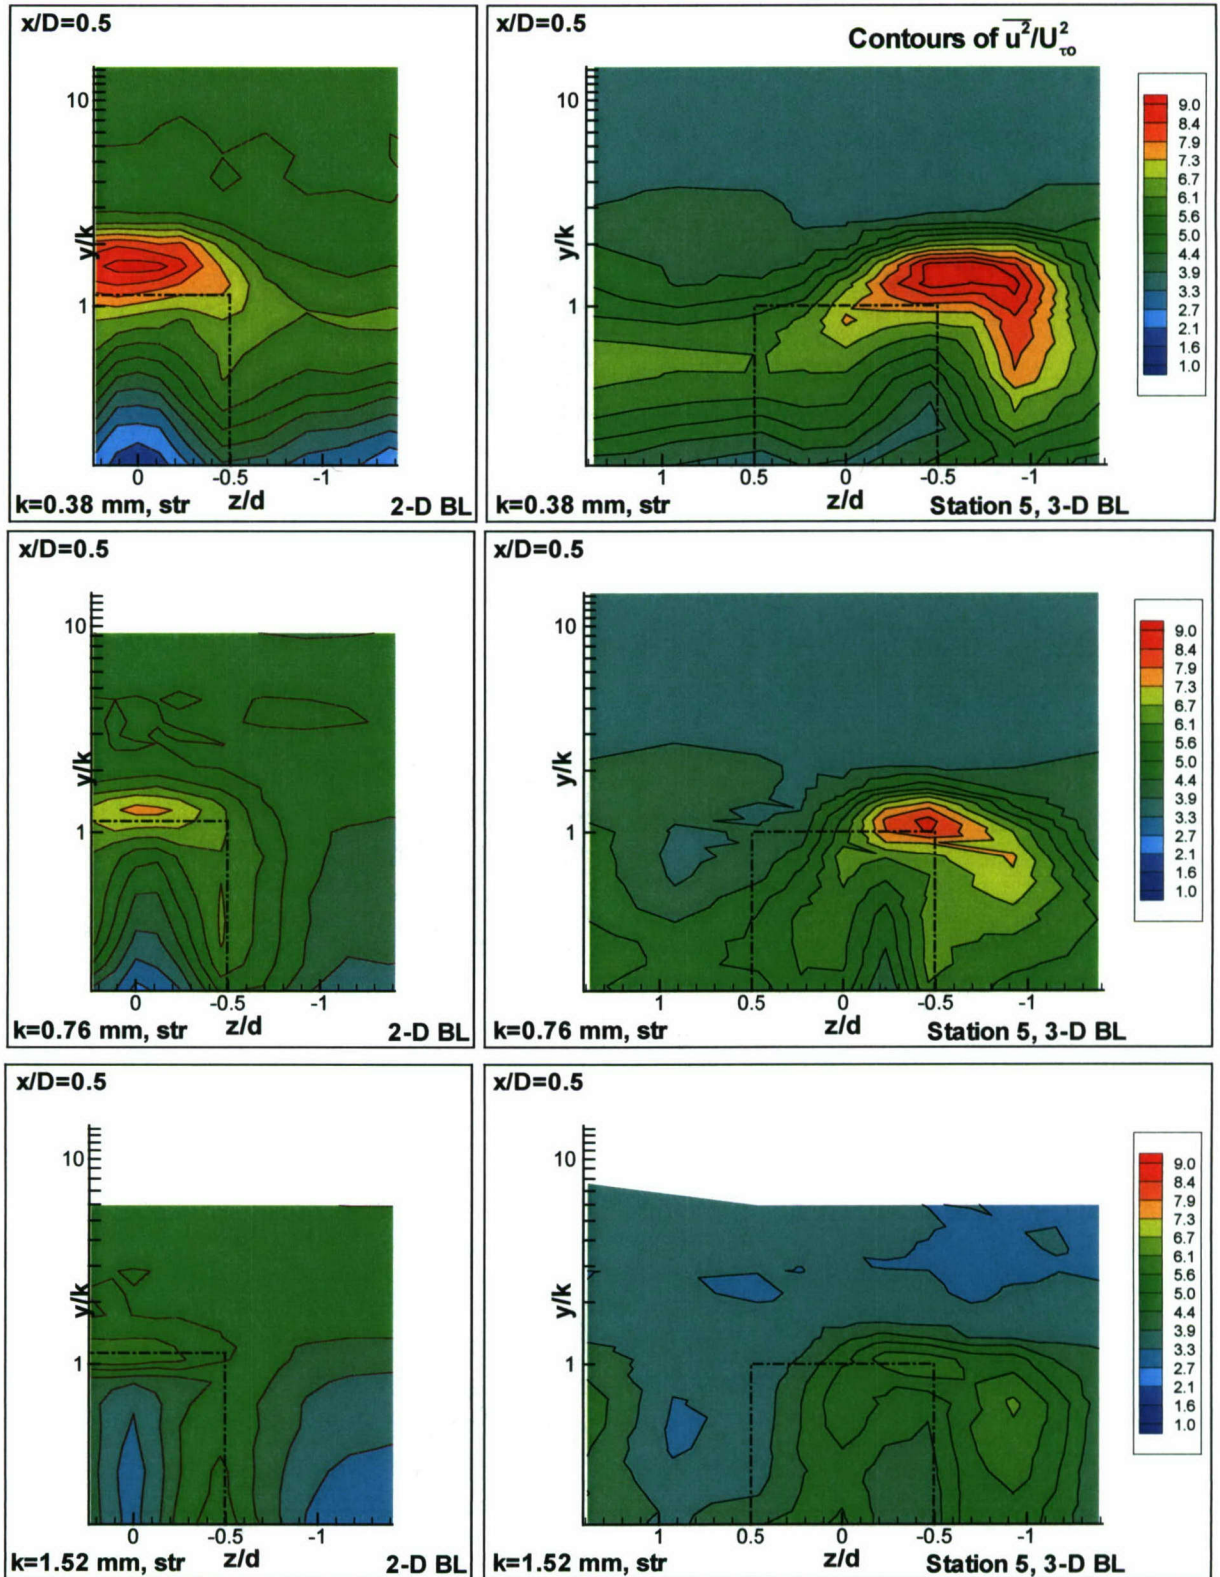 x/D=0.5
10
y/k
1
0
-0.5
-1
k=0.38 mm, str
z/d
2-D BL
x/D=0.5
Contours of u²/U²τo
10
y/k
1
1
0.5
0
-0.5
-1
9.0
8.4
7.9
7.3
6.7
6.1
5.6
5.0
4.4
3.9
3.3
2.7
2.1
1.6
1.0
k=0.38 mm, str
z/d
Station 5, 3-D BL
x/D=0.5
10
y/k
1
0
-0.5
-1
k=0.76 mm, str
z/d
2-D BL
x/D=0.5
10
y/k
1
1
0.5
0
-0.5
-1
9.0
8.4
7.9
7.3
6.7
6.1
5.6
5.0
4.4
3.9
3.3
2.7
2.1
1.6
1.0
k=0.76 mm, str
z/d
Station 5, 3-D BL
x/D=0.5
10
y/k
1
0
-0.5
-1
k=1.52 mm, str
z/d
2-D BL
x/D=0.5
10
y/k
1
1
0.5
0
-0.5
-1
9.0
8.4
7.9
7.3
6.7
6.1
5.6
5.0
4.4
3.9
3.3
2.7
2.1
1.6
1.0
k=1.52 mm, str
z/d
Station 5, 3-D BL